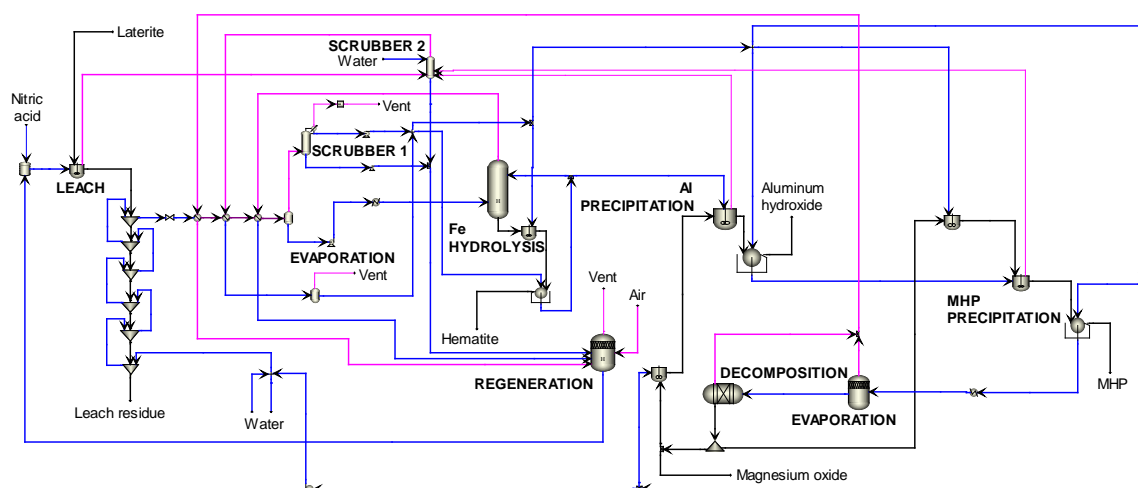 Laterite
SCRUBBER 2
Water
Nitric
acid
Vent
SCRUBBER 1
LEACH
Al
PRECIPITATION
Aluminum
hydroxide
Fe
HYDROLYSIS
EVAPORATION
Vent
Vent
Air
MHP
PRECIPITATION
Hematite
REGENERATION
DECOMPOSITION
EVAPORATION
MHP
Leach residue
Water
Magnesium oxide